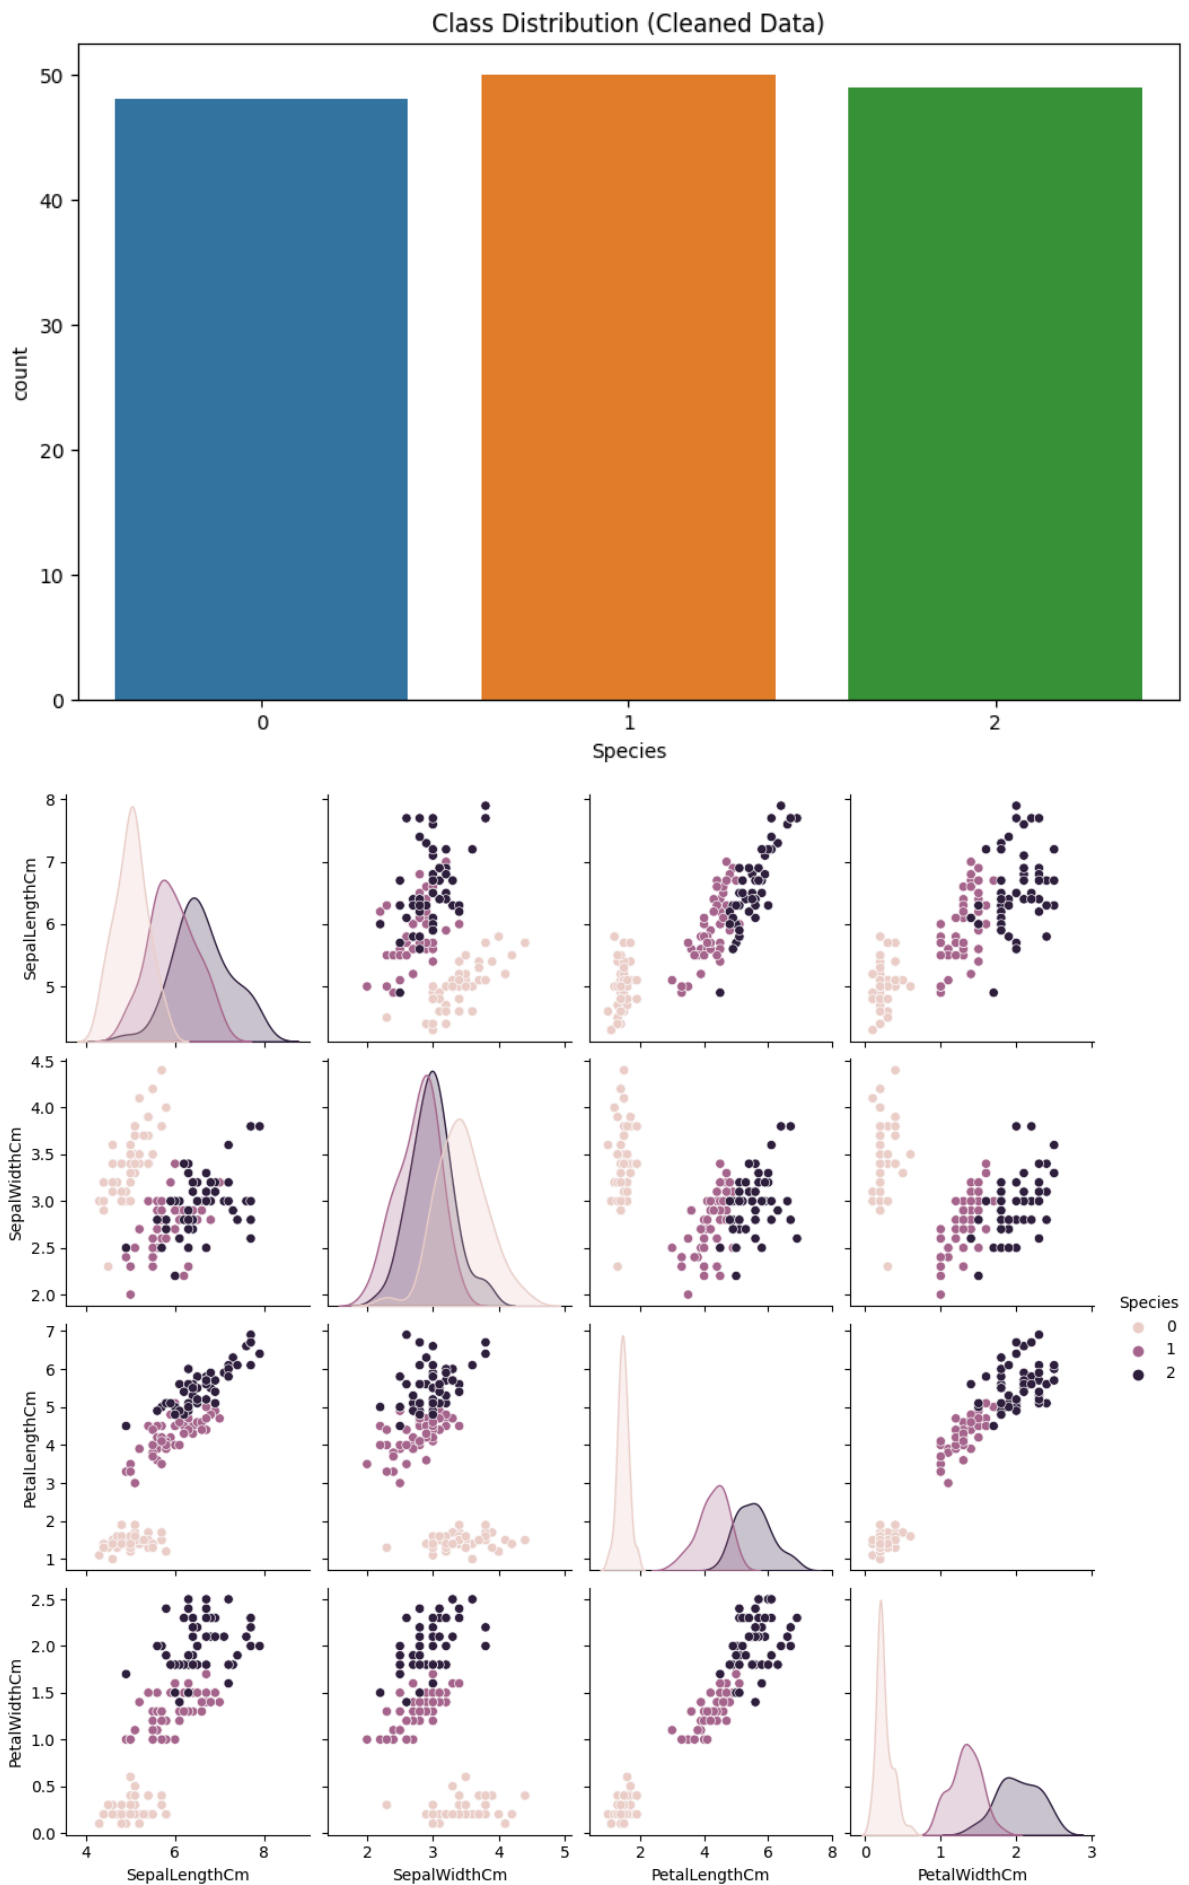 Class Distribution (Cleaned Data)
50
40
30
20
10
0
count
0 1 2
Species
8
7
6
5
SepalLengthCm
4.5
4.0
3.5
3.0
2.5
2.0
SepalWidthCm
Species
0
1
2
7
6
5
4
3
2
1
PetalLengthCm
2.5
2.0
1.5
1.0
0.5
0.0
PetalWidthCm
4 6 8 2 3 4 5 2 4 6 8 0 1 2 3
SepalLengthCm SepalWidthCm PetalLengthCm PetalWidthCm